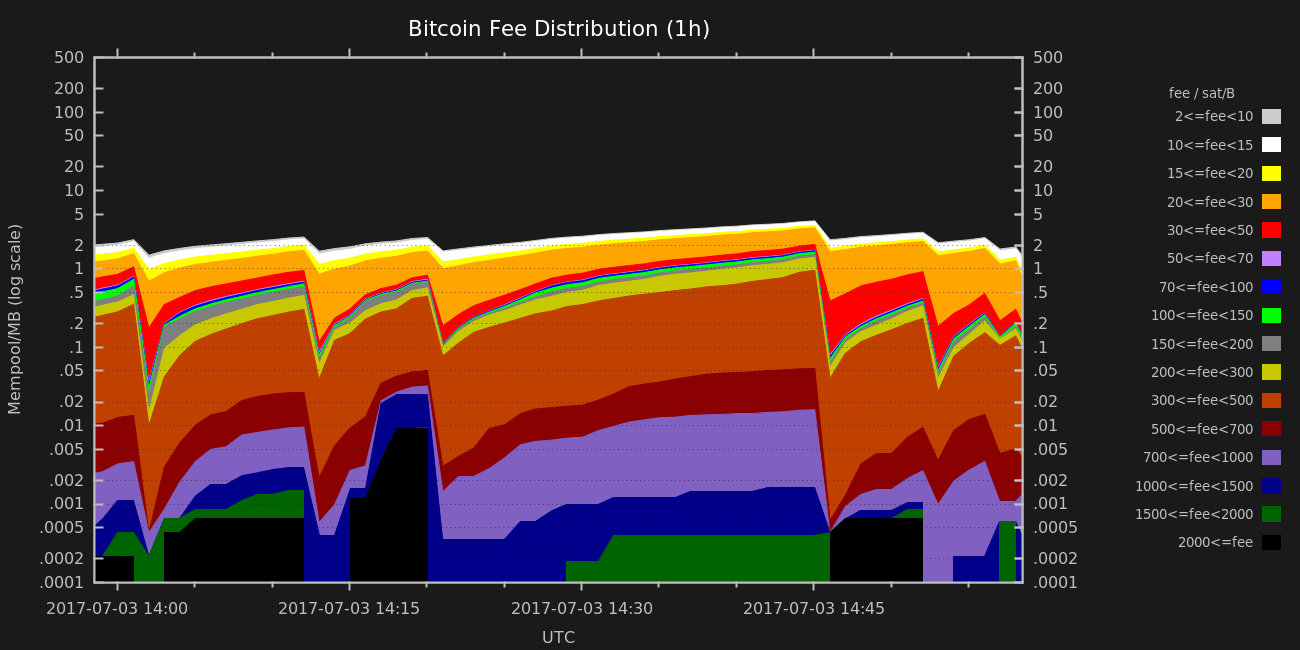 Bitcoin Fee Distribution (1h)
500 500
200 200
100 100
50 50
20 20
10 10
5 5
2 2
1 1
.5 .5
.2 .2
.1 .1
.05 .05
.02 .02
.01 .01
.005 .005
.002 .002
.001 .001
.0005 .0005
.0002 .0002
.0001 .0001
Mempool/MB (log scale)
2017-07-03 14:00 2017-07-03 14:15 2017-07-03 14:30 2017-07-03 14:45
UTC
fee / sat/B
2<=fee<10
10<=fee<15
15<=fee<20
20<=fee<30
30<=fee<50
50<=fee<70
70<=fee<100
100<=fee<150
150<=fee<200
200<=fee<300
300<=fee<500
500<=fee<700
700<=fee<1000
1000<=fee<1500
1500<=fee<2000
2000<=fee